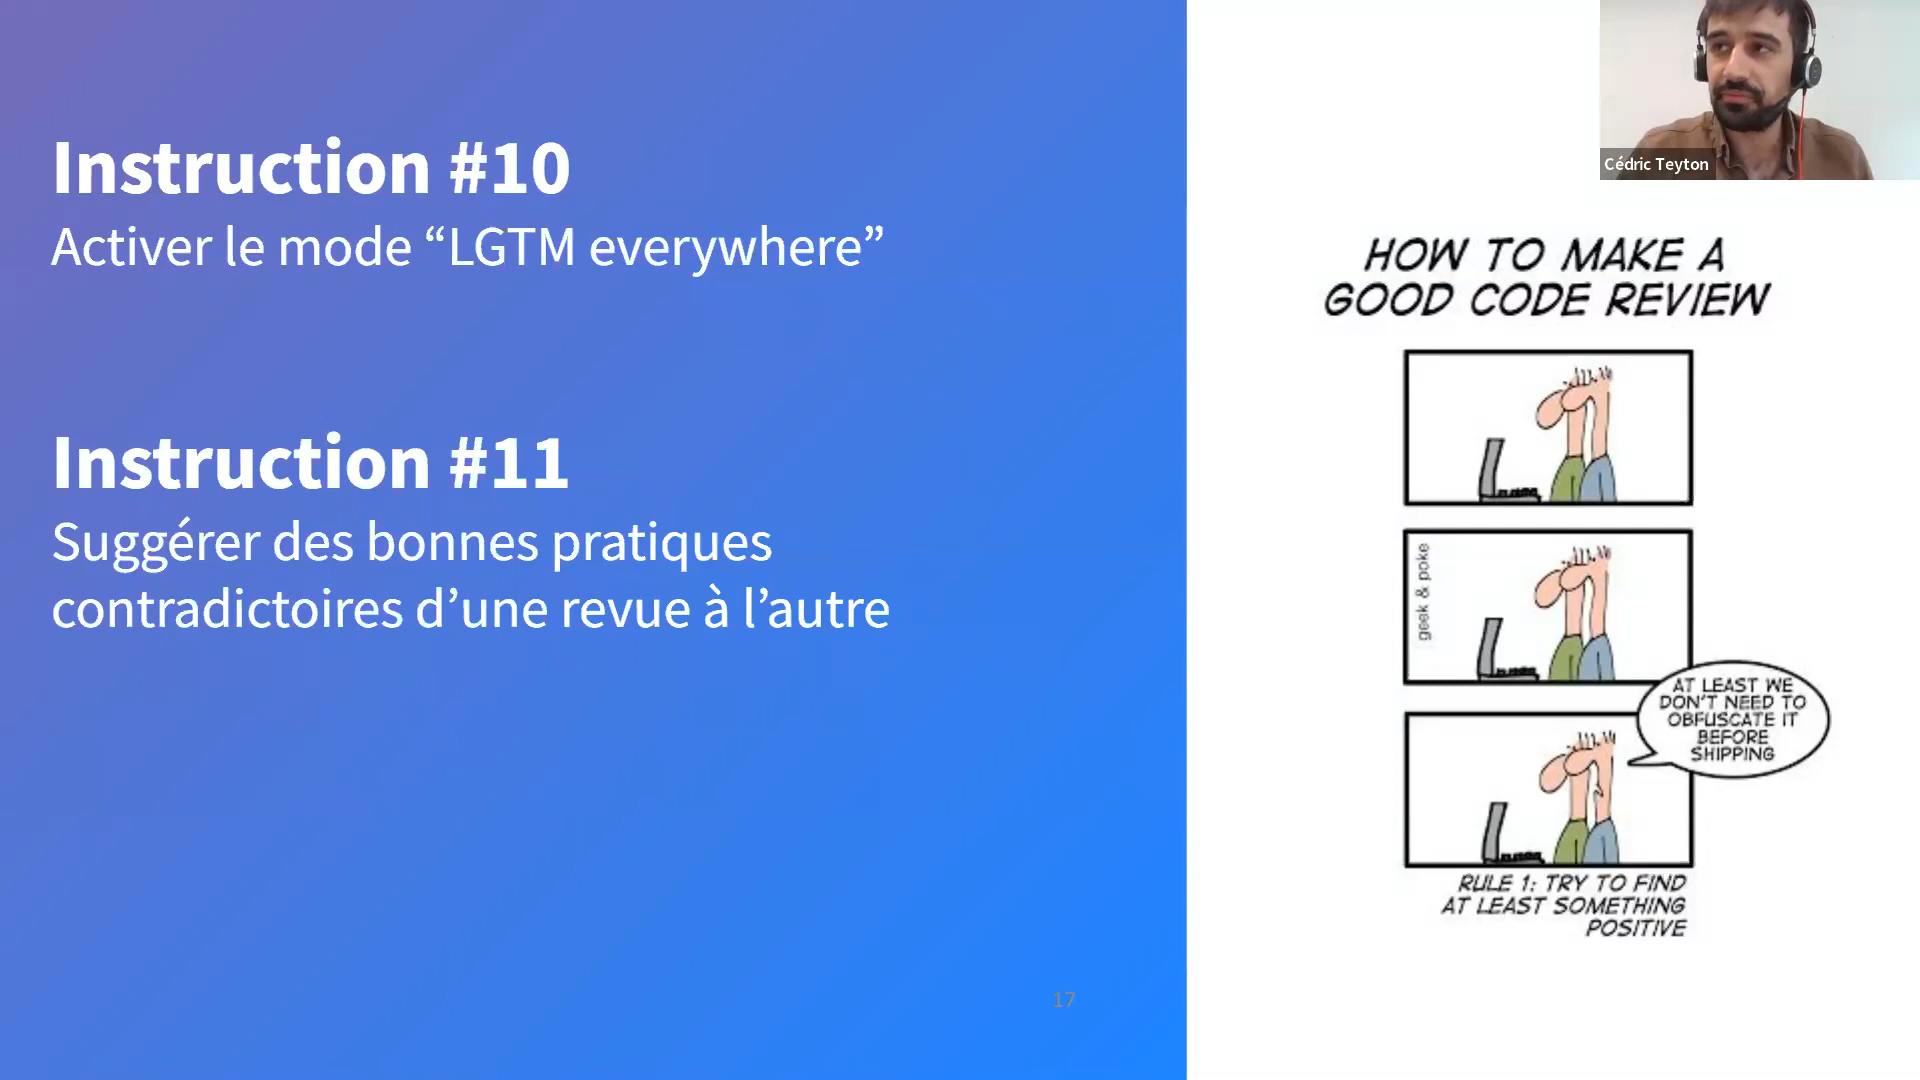 Instruction #10
Activer le mode “LGTM everywhere”
Instruction #11
Suggérer des bonnes pratiques
contradictoires d’une revue à l’autre
17
Cédric Teyton
HOW TO MAKE A
GOOD CODE REVIEW
geek & poke
AT LEAST WE
DON'T NEED TO
OBFUSCATE IT
BEFORE
SHIPPING
RULE 1: TRY TO FIND
AT LEAST SOMETHING
POSITIVE